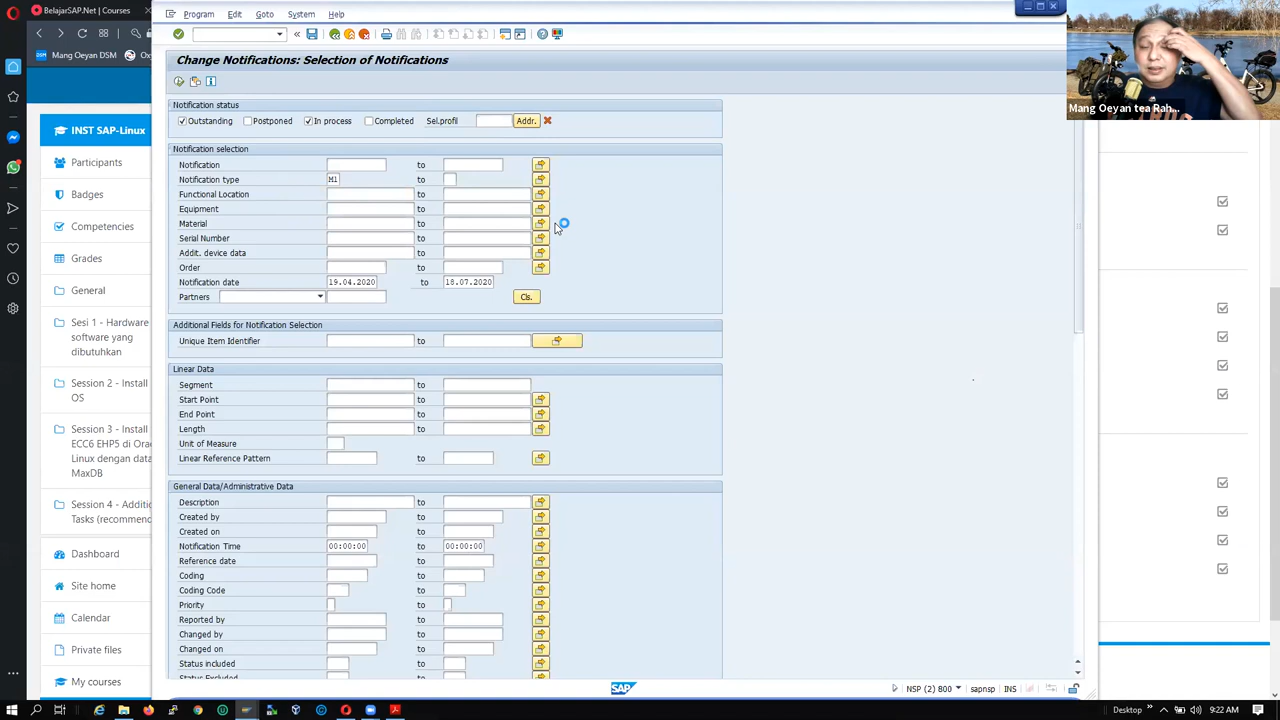 BelajarSAP.Net | Courses
Mang Oeyan DSM
INST SAP-Linux
Participants
Badges
Competencies
Grades
General
Sesi 1 - Hardware
software yang
dibutuhkan
Session 2 - Install
OS
Session 3 - Install
ECC6 EHP5 di Orac
Linux dengan data
MaxDB
Session 4 - Additic
Tasks (recommenc
Dashboard
Site home
Calendar
Private files
My courses
Program Edit Goto System Help
Change Notifications: Selection of Notifications
Notification status
Outstanding Postponed In process Completed Sel.profil Addr.
Notification selection
Notification to
Notification type M1 to
Functional Location to
Equipment to
Material to
Serial Number to
Addit. device data to
Order to
Notification date 19.04.2020 to 18.07.2020
Partners Cls.
Additional Fields for Notification Selection
Unique Item Identifier to
Linear Data
Segment to
Start Point to
End Point to
Length to
Unit of Measure
Linear Reference Pattern to
General Data/Administrative Data
Description to
Created by to
Created on to
Notification Time 00:00:00 to 00:00:00
Reference date to
Coding to
Coding Code to
Priority to
Reported by to
Changed by to
Changed on to
Status included to
Status Excluded to
SAP
NSP (2) 800 sapnsp INS
Mang Oeyan tea Rah...
Desktop 9:22 AM